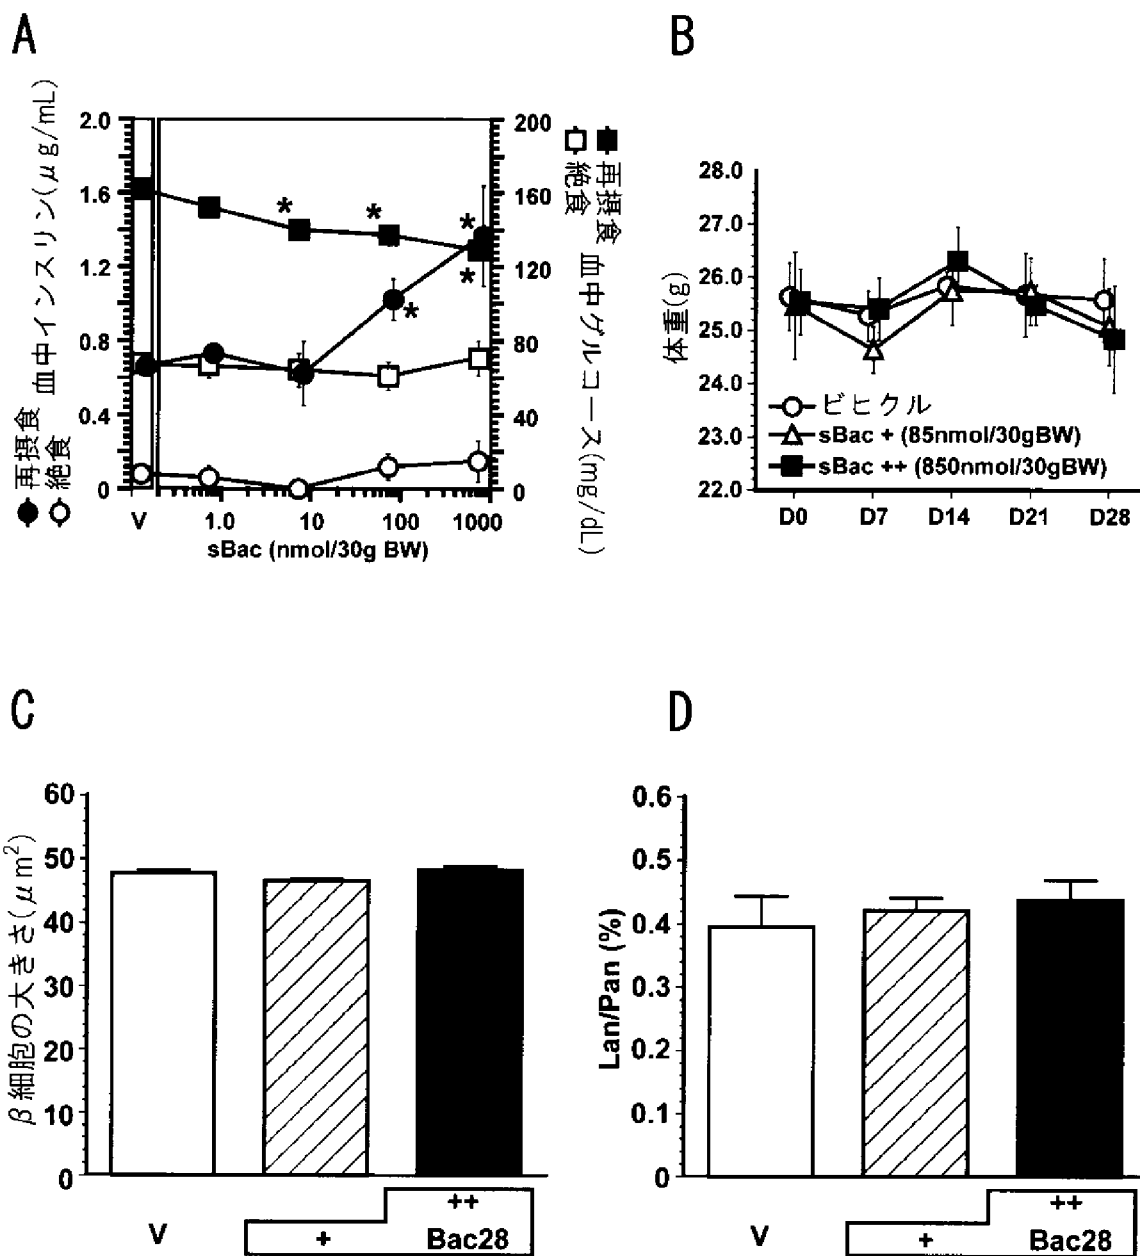 A
血中インスリン(μg/mL)
再摂食
絶食
2.0
1.6
1.2
0.8
0.4
0
200
160
120
80
40
0
再摂食
絶食
血中グルコース(mg/dL)
*
*
*
*
*
V
1.0
10
100
1000
sBac (nmol/30g BW)
B
体重(g)
28.0
27.0
26.0
25.0
24.0
23.0
22.0
ビヒクル
sBac + (85nmol/30gBW)
sBac ++ (850nmol/30gBW)
D0
D7
D14
D21
D28
C
β細胞の大きさ(μm²)
60
50
40
30
20
10
0
V
+
++
Bac28
D
Lan/Pan (%)
0.6
0.5
0.4
0.3
0.2
0.1
0
V
+
++
Bac28